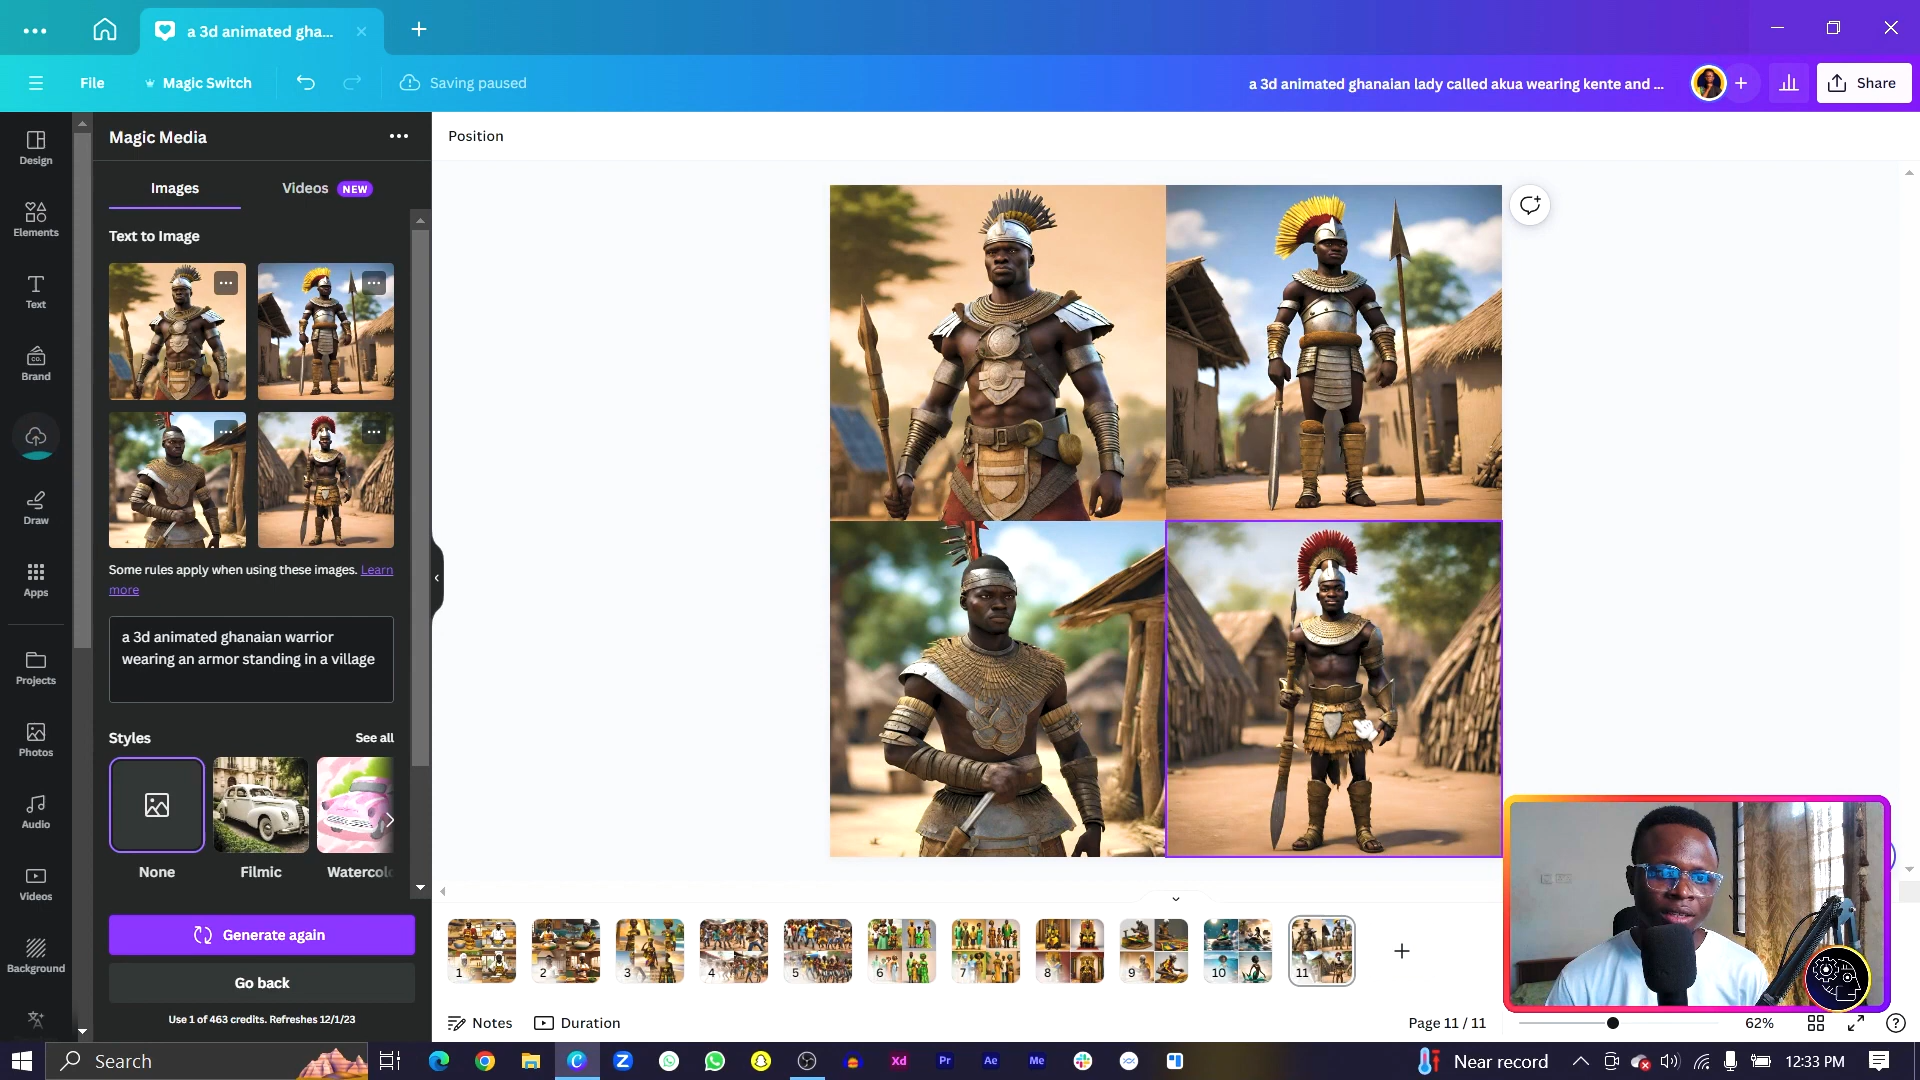 a 3d animated gha...
File
Magic Switch
Saving paused
a 3d animated ghanaian lady called akua wearing kente and ...
Share
Design
Elements
Text
Brand
Draw
Apps
Projects
Photos
Audio
Videos
Background
Magic Media
Images
Videos NEW
Text to Image
Some rules apply when using these images. Learn
more
a 3d animated ghanaian warrior
wearing an armor standing in a village
Styles
See all
None
Filmic
Watercolo
Generate again
Go back
Use 1 of 463 credits. Refreshes 12/1/23
Position
1
2
3
4
5
6
7
8
9
10
11
Notes
Duration
Page 11 / 11
62%
Search
Xd
Pr
Ae
Me
Near record
12:33 PM